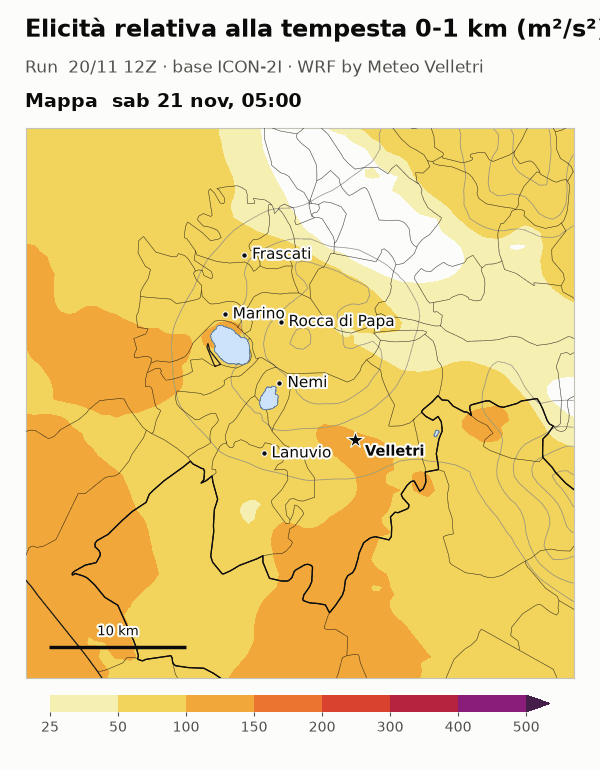 Elicità relativa alla tempesta 0-1 km (m²/s²)
Run  20/11 12Z · base ICON-2I · WRF by Meteo Velletri
Mappa  sab 21 nov, 05:00
Frascati
Marino
Rocca di Papa
Nemi
Velletri
Lanuvio
10 km
25 50 100 150 200 300 400 500